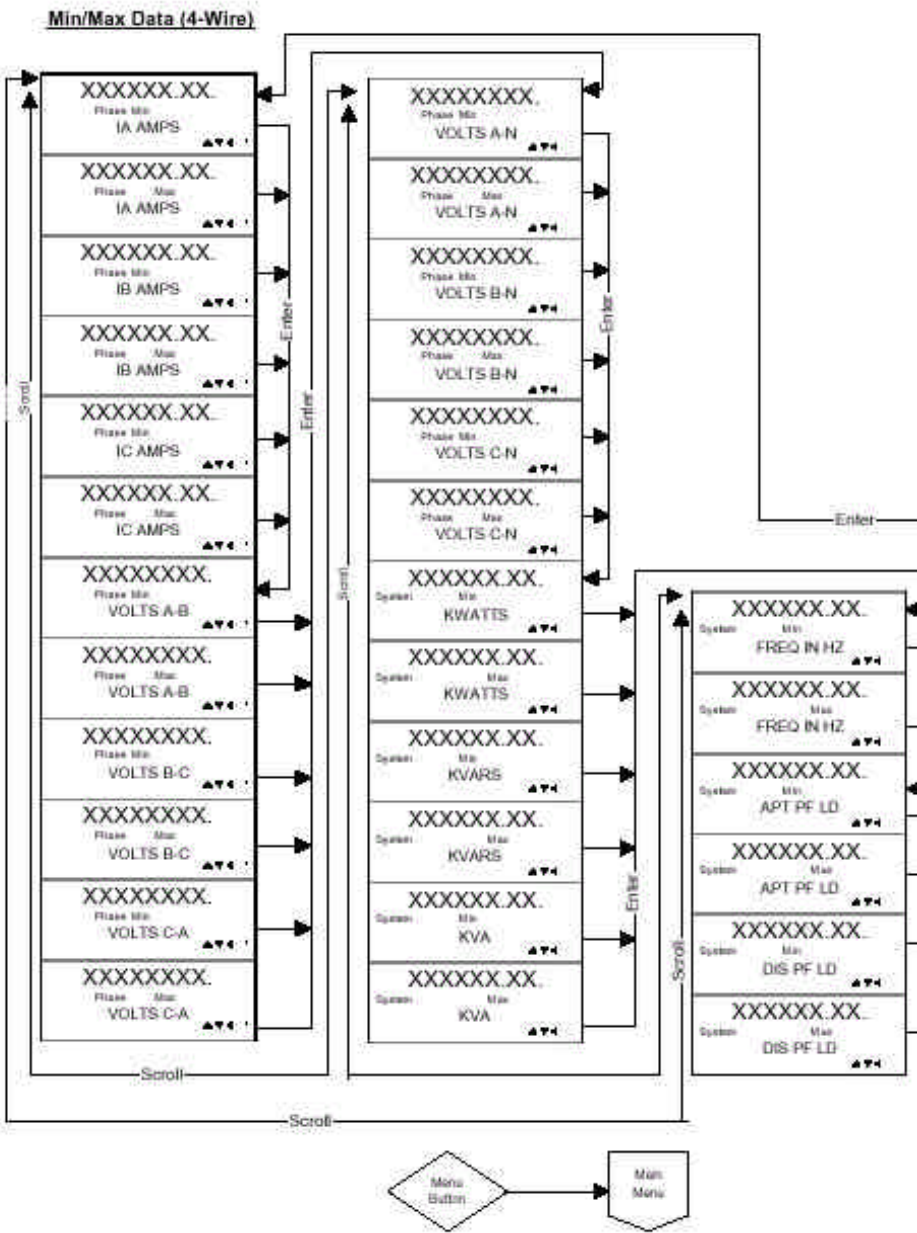 Min/Max Data (4-Wire)
XXXXXX.XX.
Phase Min
IA AMPS
XXXXXX.XX.
Phase Max
IA AMPS
XXXXXX.XX.
Phase Min
IB AMPS
XXXXXX.XX.
Phase Max
IB AMPS
XXXXXX.XX.
Phase Min
IC AMPS
XXXXXX.XX.
Phase Max
IC AMPS
XXXXXXXX.
Phase Min
VOLTS A-B
XXXXXXXX.
Phase Max
VOLTS A-B
XXXXXXXX.
Phase Min
VOLTS B-C
XXXXXXXX.
Phase Max
VOLTS B-C
XXXXXXXX.
Phase Min
VOLTS C-A
XXXXXXXX.
Phase Max
VOLTS C-A
Scroll
Enter
Enter
Scroll
XXXXXXXX.
Phase Min
VOLTS A-N
XXXXXXXX.
Phase Max
VOLTS A-N
XXXXXXXX.
Phase Min
VOLTS B-N
XXXXXXXX.
Phase Max
VOLTS B-N
XXXXXXXX.
Phase Min
VOLTS C-N
XXXXXXXX.
Phase Max
VOLTS C-N
XXXXXX.XX.
System Min
KWATTS
XXXXXX.XX.
System Max
KWATTS
XXXXXX.XX.
System Min
KVARS
XXXXXX.XX.
System Max
KVARS
XXXXXX.XX.
System Min
KVA
XXXXXX.XX.
System Max
KVA
Scroll
Enter
Enter
Enter
Scroll
XXXXXX.XX.
System Min
FREQ IN HZ
XXXXXX.XX.
System Max
FREQ IN HZ
XXXXXX.XX.
System Min
APT PF LD
XXXXXX.XX.
System Max
APT PF LD
XXXXXX.XX.
System Min
DIS PF LD
XXXXXX.XX.
System Max
DIS PF LD
Scroll
Menu
Button
Main
Menu